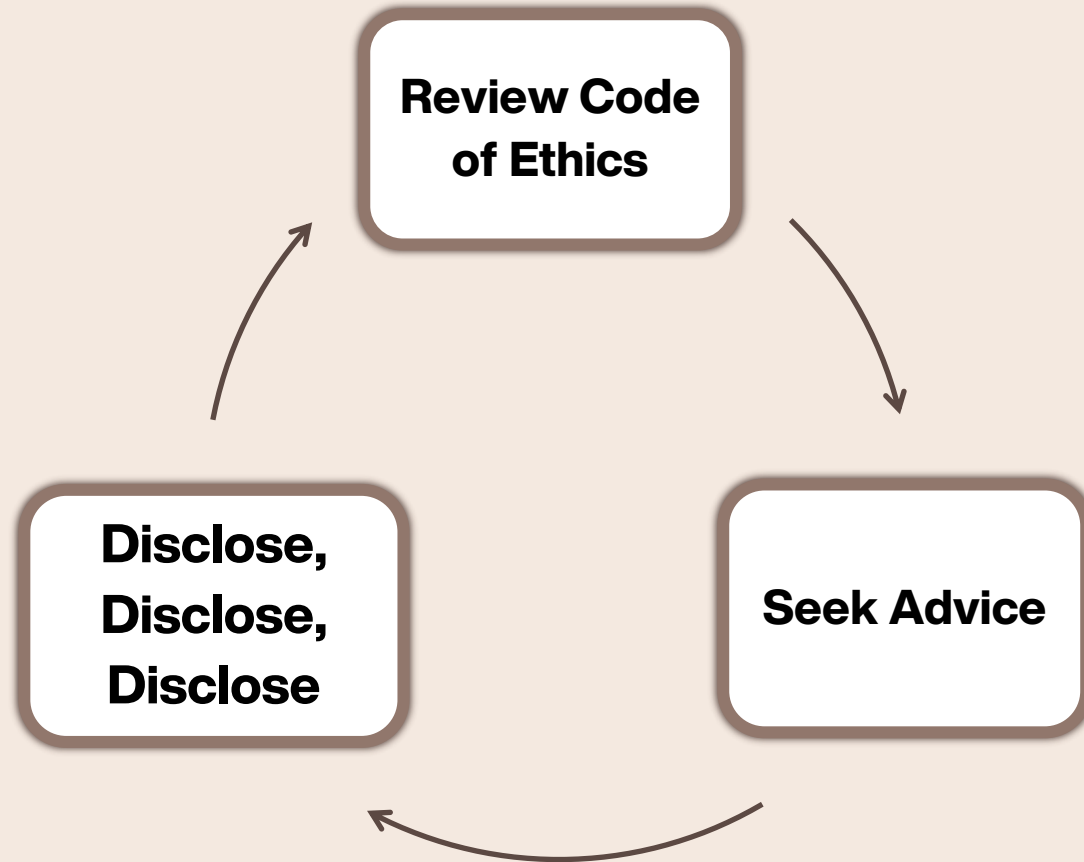 Review Code
of Ethics
Seek Advice
Disclose,
Disclose,
Disclose